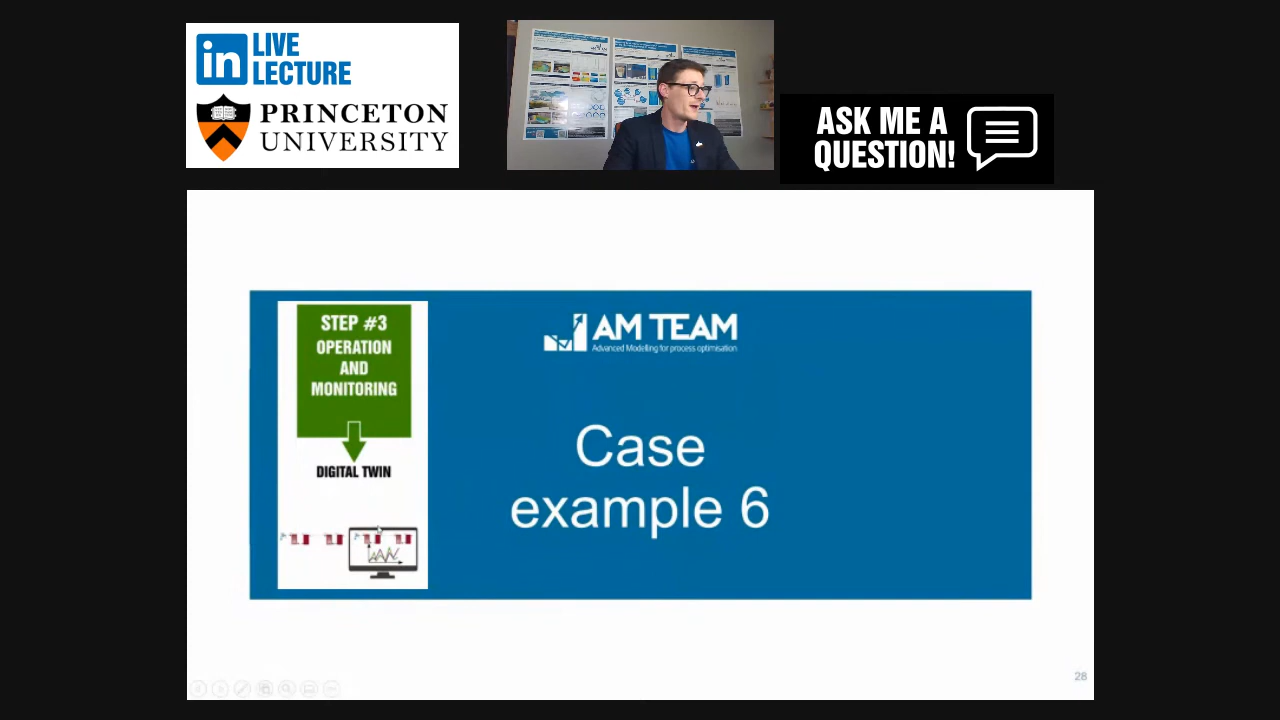 in LIVE
LECTURE
PRINCETON
UNIVERSITY
ASK ME A
QUESTION!
STEP #3
OPERATION
AND
MONITORING
DIGITAL TWIN
AM TEAM
Advanced Modelling for process optimisation
Case
example 6
28